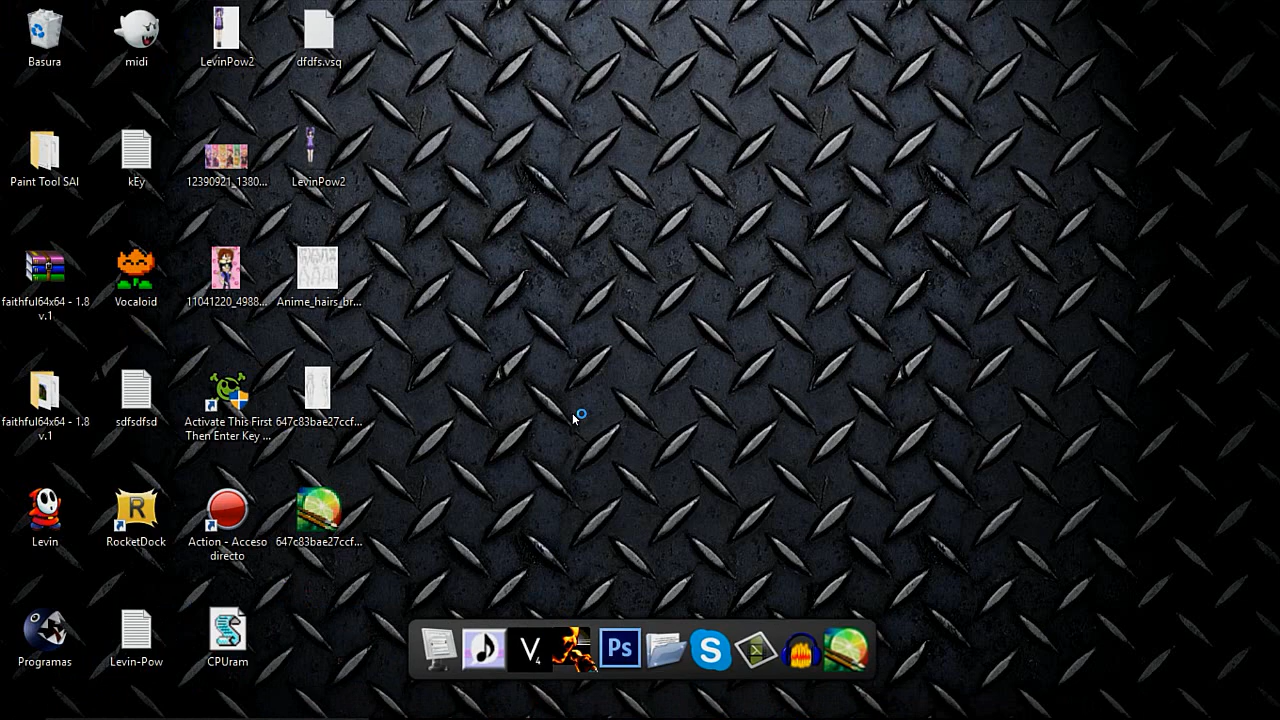 Basura
midi
LevinPow2
dfdfs.vsq
Paint Tool SAI
kEy
12390921_1380...
LevinPow2
faithful64x64 - 1.8
v.1
Vocaloid
11041220_4988...
Anime_hairs_br...
faithful64x64 - 1.8
v.1
sdfsdfsd
Activate This First
Then Enter Key ...
647c83bae27ccf...
Levin
RocketDock
Action - Acceso
directo
647c83bae27ccf...
Programas
Levin-Pow
CPUram
R
V4
Ps
S